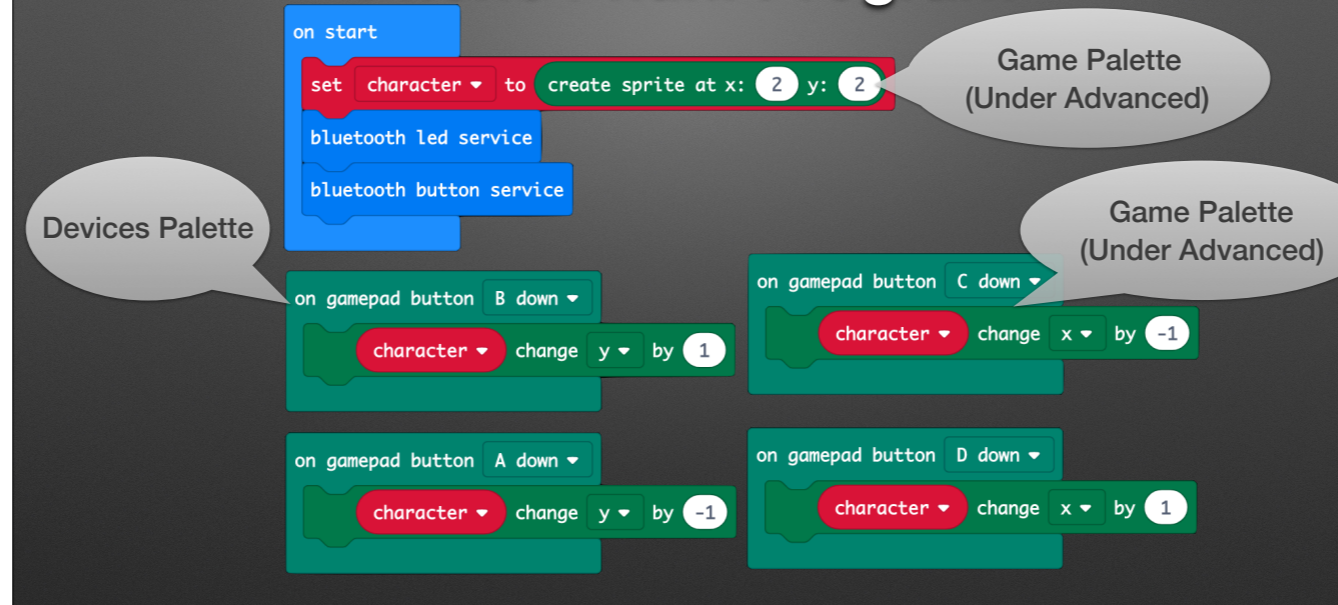 on start
set character to create sprite at x: 2 y: 2
bluetooth led service
bluetooth button service
Game Palette
(Under Advanced)
Devices Palette
Game Palette
(Under Advanced)
on gamepad button B down
character change y by 1
on gamepad button C down
character change x by -1
on gamepad button A down
character change y by -1
on gamepad button D down
character change x by 1